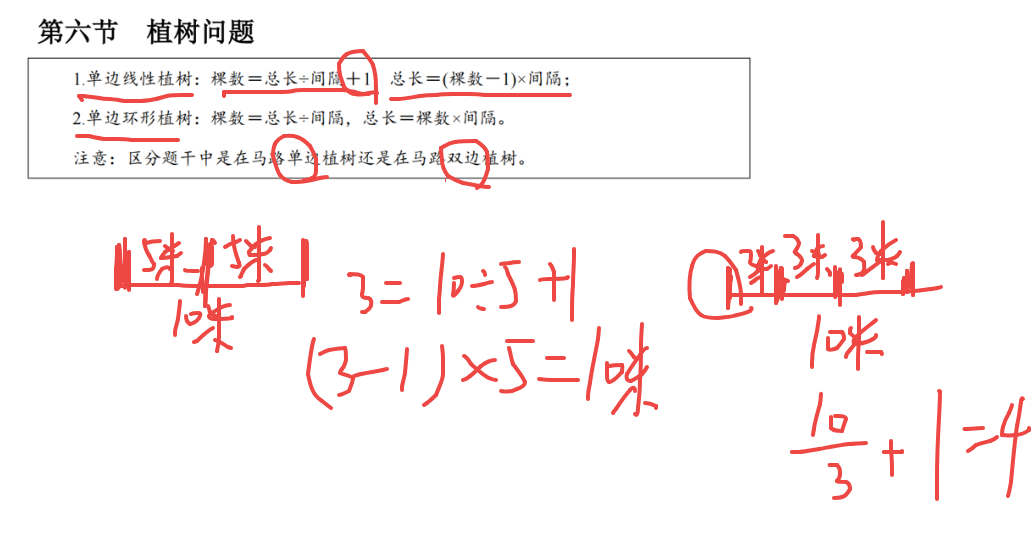 第六节 植树问题
1.单边线性植树：棵数＝总长÷间隔＋1，总长＝(棵数－1)×间隔；
2.单边环形植树：棵数＝总长÷间隔，总长＝棵数×间隔。
注意：区分题干中是在马路单边植树还是在马路双边植树。
5米 5米
10米
3=10÷5+1
(3-1)×5=10米
3米 3米 3米
10米
10/3+1=4